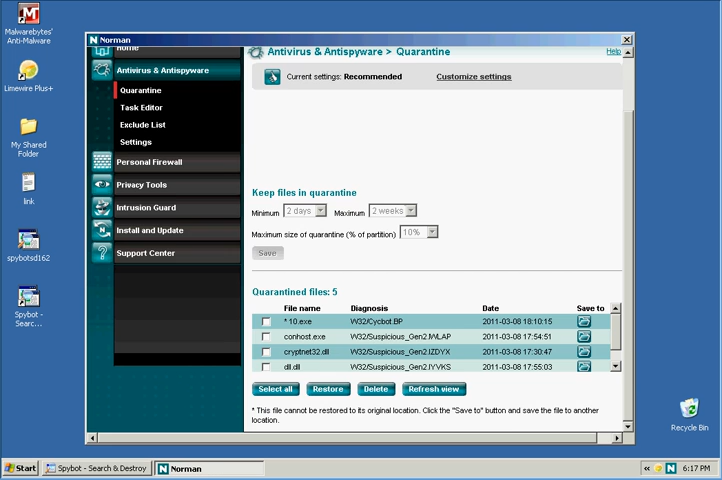 Malwarebytes'
Anti-Malware
Limewire Plus+
My Shared
Folder
link
spybotsd162
Spybot -
Searc...
Recycle Bin
Norman
Home
Antivirus & Antispyware
Quarantine
Task Editor
Exclude List
Settings
Personal Firewall
Privacy Tools
Intrusion Guard
Install and Update
Support Center
Antivirus & Antispyware > Quarantine
Help
Current settings: Recommended Customize settings
Keep files in quarantine
Minimum 2 days Maximum 2 weeks
Maximum size of quarantine (% of partition) 10%
Save
Quarantined files: 5
File name Diagnosis Date Save to
* 10.exe W32/Cycbot.BP 2011-03-08 18:10:15
conhost.exe W32/Suspicious_Gen2.IWLAP 2011-03-08 17:54:51
cryptnet32.dll W32/Suspicious_Gen2.IZDYX 2011-03-08 17:30:47
dll.dll W32/Suspicious_Gen2.IYVKS 2011-03-08 17:55:03
Select all Restore Delete Refresh view
* This file cannot be restored to its original location. Click the "Save to" button and save the file to another
location.
Start Spybot - Search & Destroy Norman « N 6:17 PM